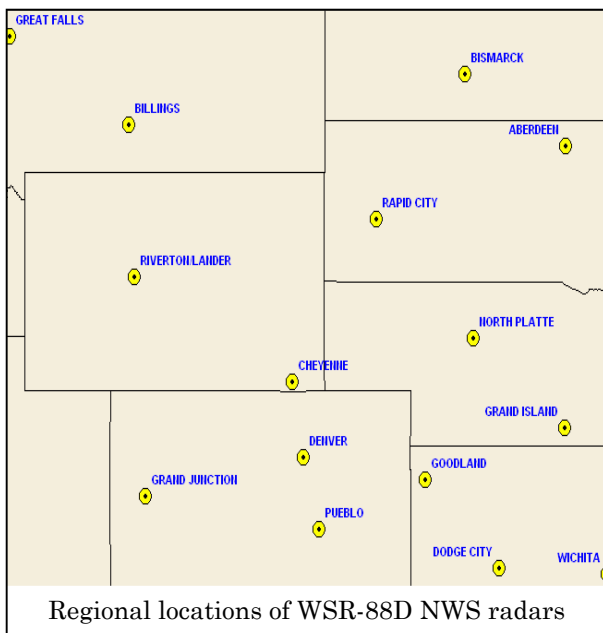 GREAT FALLS
BISMARCK
BILLINGS
ABERDEEN
RAPID CITY
RIVERTON/LANDER
NORTH PLATTE
CHEYENNE
GRAND ISLAND
DENVER
GOODLAND
GRAND JUNCTION
PUEBLO
DODGE CITY
WICHITA
Regional locations of WSR-88D NWS radars